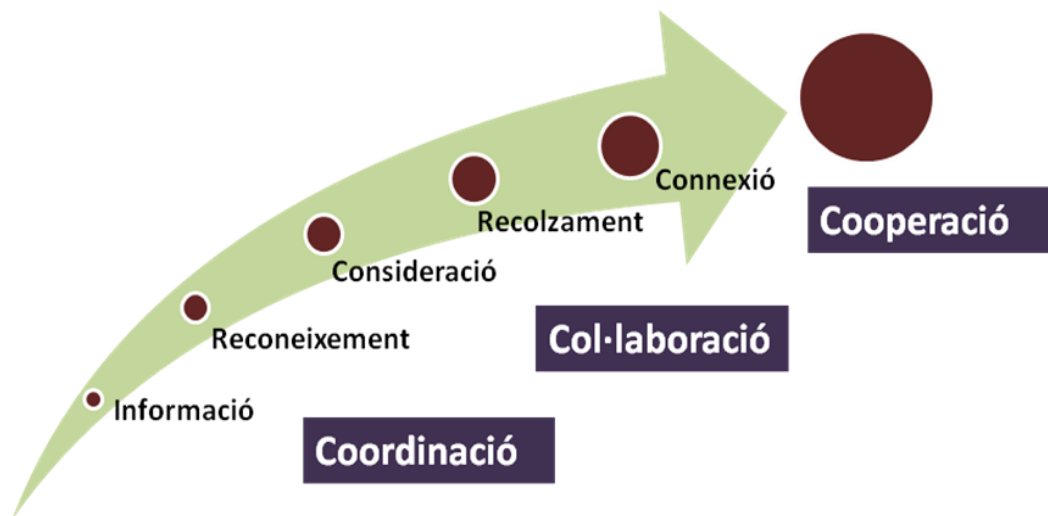 Informació
Reconeixement
Consideració
Recolzament
Connexió
Coordinació
Col·laboració
Cooperació